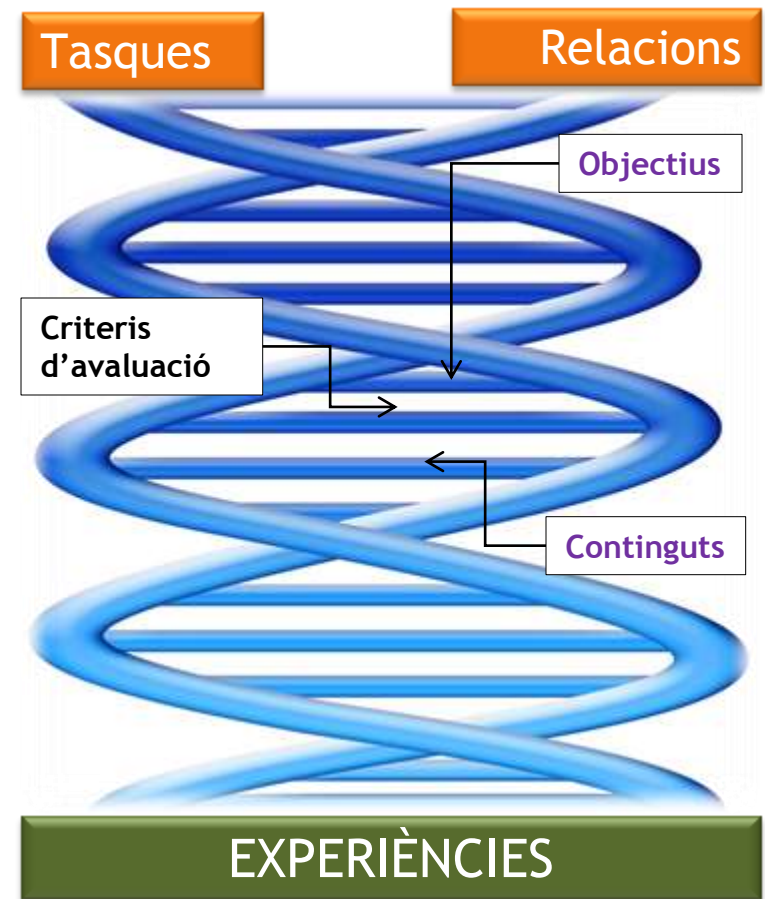 Tasques
Relacions
Objectius
Criteris
d’avaluació
Continguts
EXPERIÈNCIES